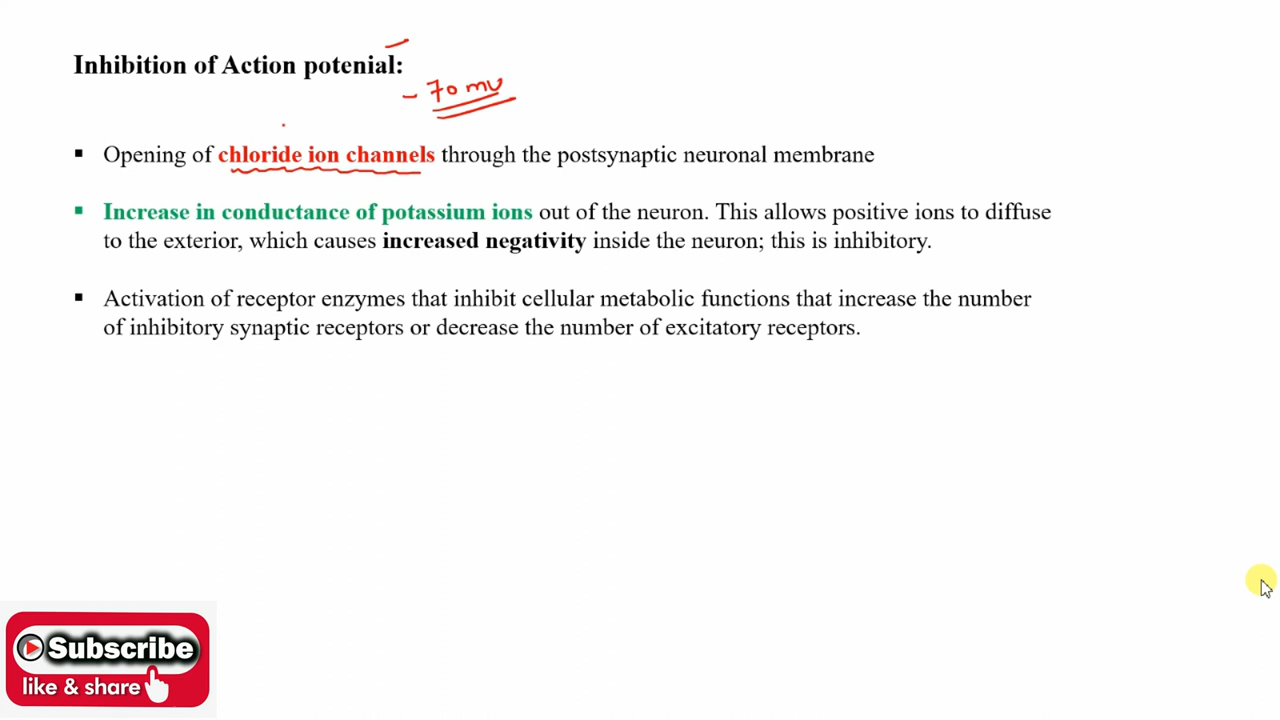 Inhibition of Action potenial:
- 70 mv
▪ Opening of chloride ion channels through the postsynaptic neuronal membrane
▪ Increase in conductance of potassium ions out of the neuron. This allows positive ions to diffuse
to the exterior, which causes increased negativity inside the neuron; this is inhibitory.
▪ Activation of receptor enzymes that inhibit cellular metabolic functions that increase the number
of inhibitory synaptic receptors or decrease the number of excitatory receptors.
Subscribe
like & share